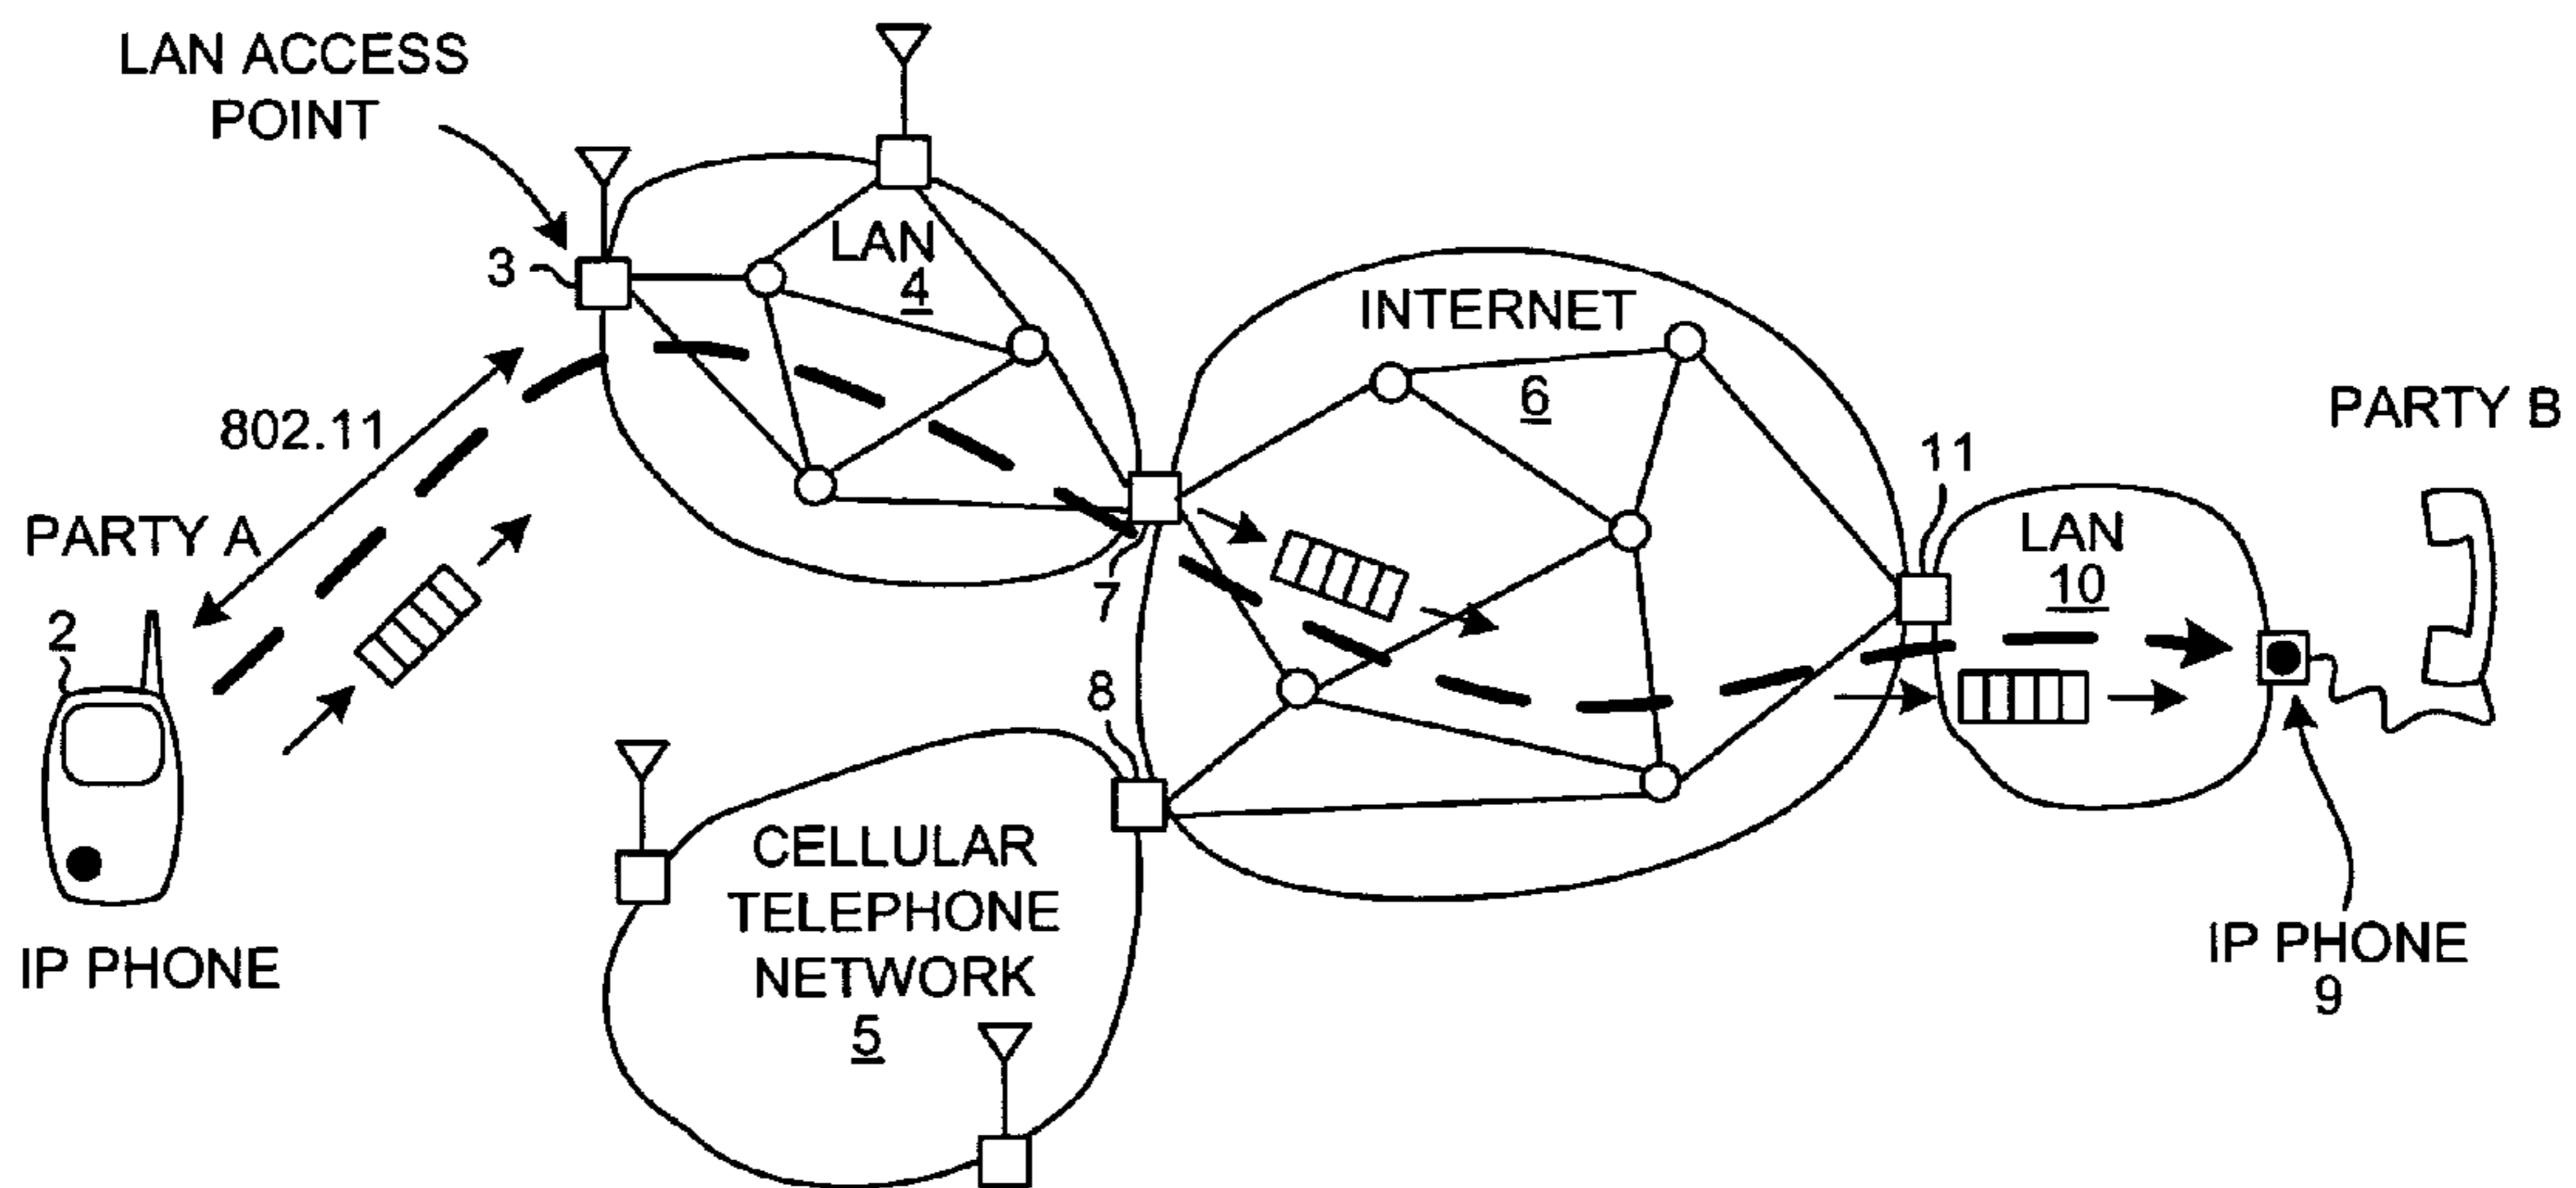 LAN ACCESS
POINT
3
LAN
4
802.11
PARTY A
2
IP PHONE
INTERNET
6
7
8
CELLULAR
TELEPHONE
NETWORK
5
11
LAN
10
PARTY B
IP PHONE
9